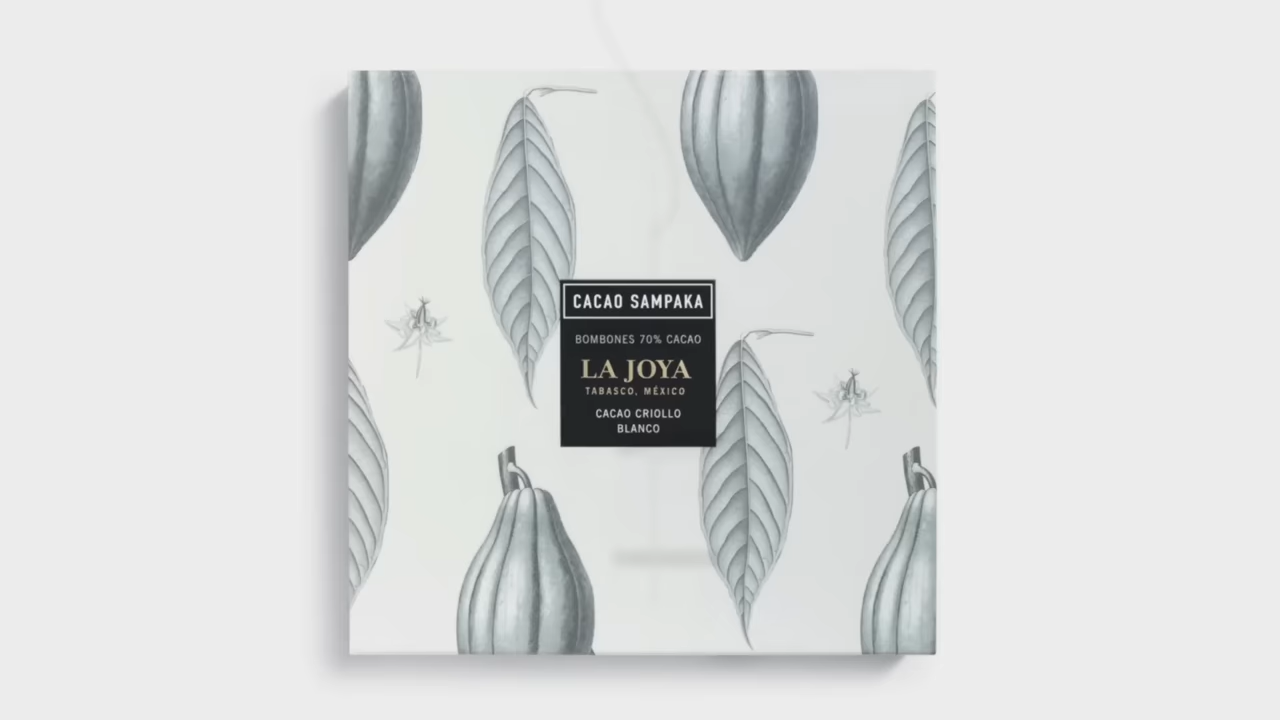 CACAO SAMPAKA
BOMBONES 70% CACAO
LA JOYA
TABASCO, MÉXICO
CACAO CRIOLLO
BLANCO